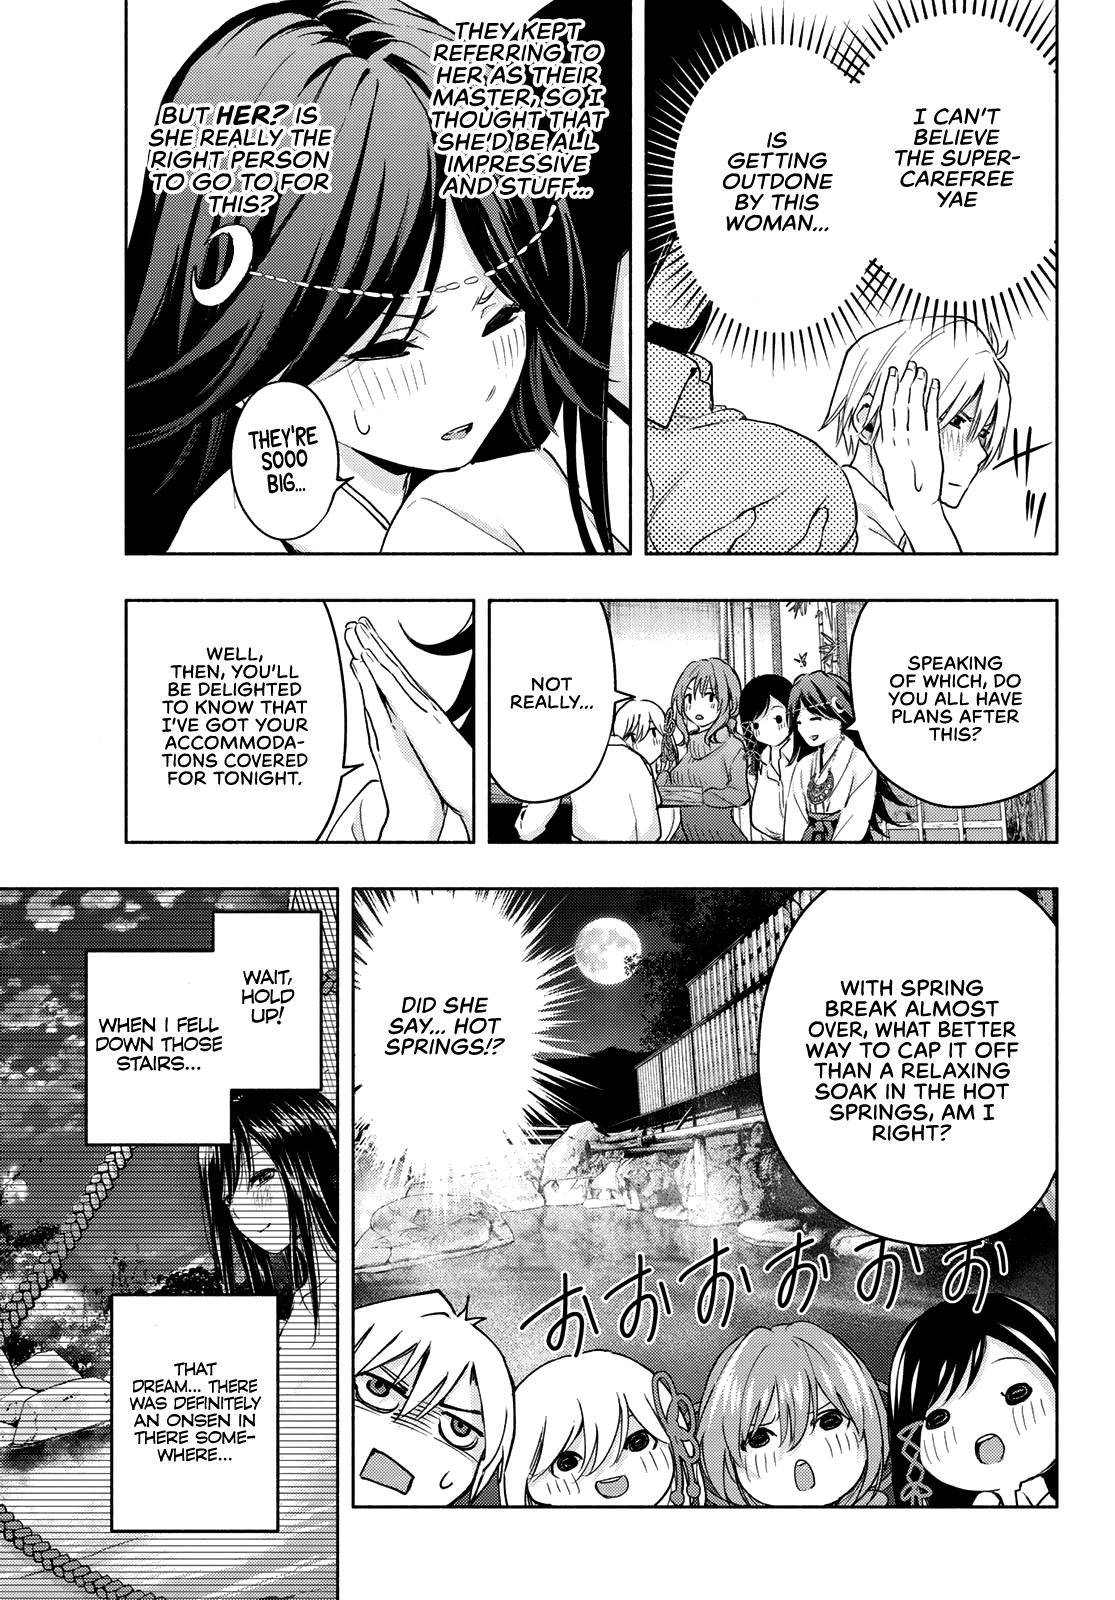 I CAN'T
BELIEVE
THE SUPER-
CAREFREE
YAE
IS
GETTING
OUTDONE
BY THIS
WOMAN...
THEY KEPT
REFERRING TO
HER AS THEIR
MASTER, SO I
THOUGHT THAT
SHE'D BE ALL
IMPRESSIVE
AND STUFF...
BUT HER? IS
SHE REALLY THE
RIGHT PERSON
TO GO TO FOR
THIS?
THEY'RE
SOOO
BIG...
SPEAKING
OF WHICH, DO
YOU ALL HAVE
PLANS AFTER
THIS?
NOT
REALLY...
WELL,
THEN, YOU'LL
BE DELIGHTED
TO KNOW THAT
I'VE GOT YOUR
ACCOMMODA-
TIONS COVERED
FOR TONIGHT.
WITH SPRING
BREAK ALMOST
OVER, WHAT BETTER
WAY TO CAP IT OFF
THAN A RELAXING
SOAK IN THE HOT
SPRINGS, AM I
RIGHT?
DID SHE
SAY... HOT
SPRINGS!?
おおおおおお
WAIT,
HOLD
UP!
WHEN I FELL
DOWN THOSE
STAIRS...
THAT
DREAM... THERE
WAS DEFINITELY
AN ONSEN IN
THERE SOME-
WHERE...